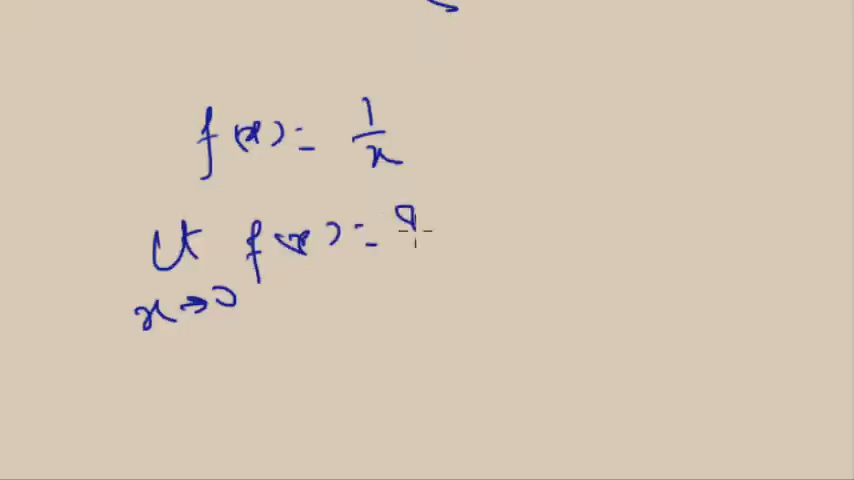 f(x) = 1/x
Lt f(x) = ?
x→0